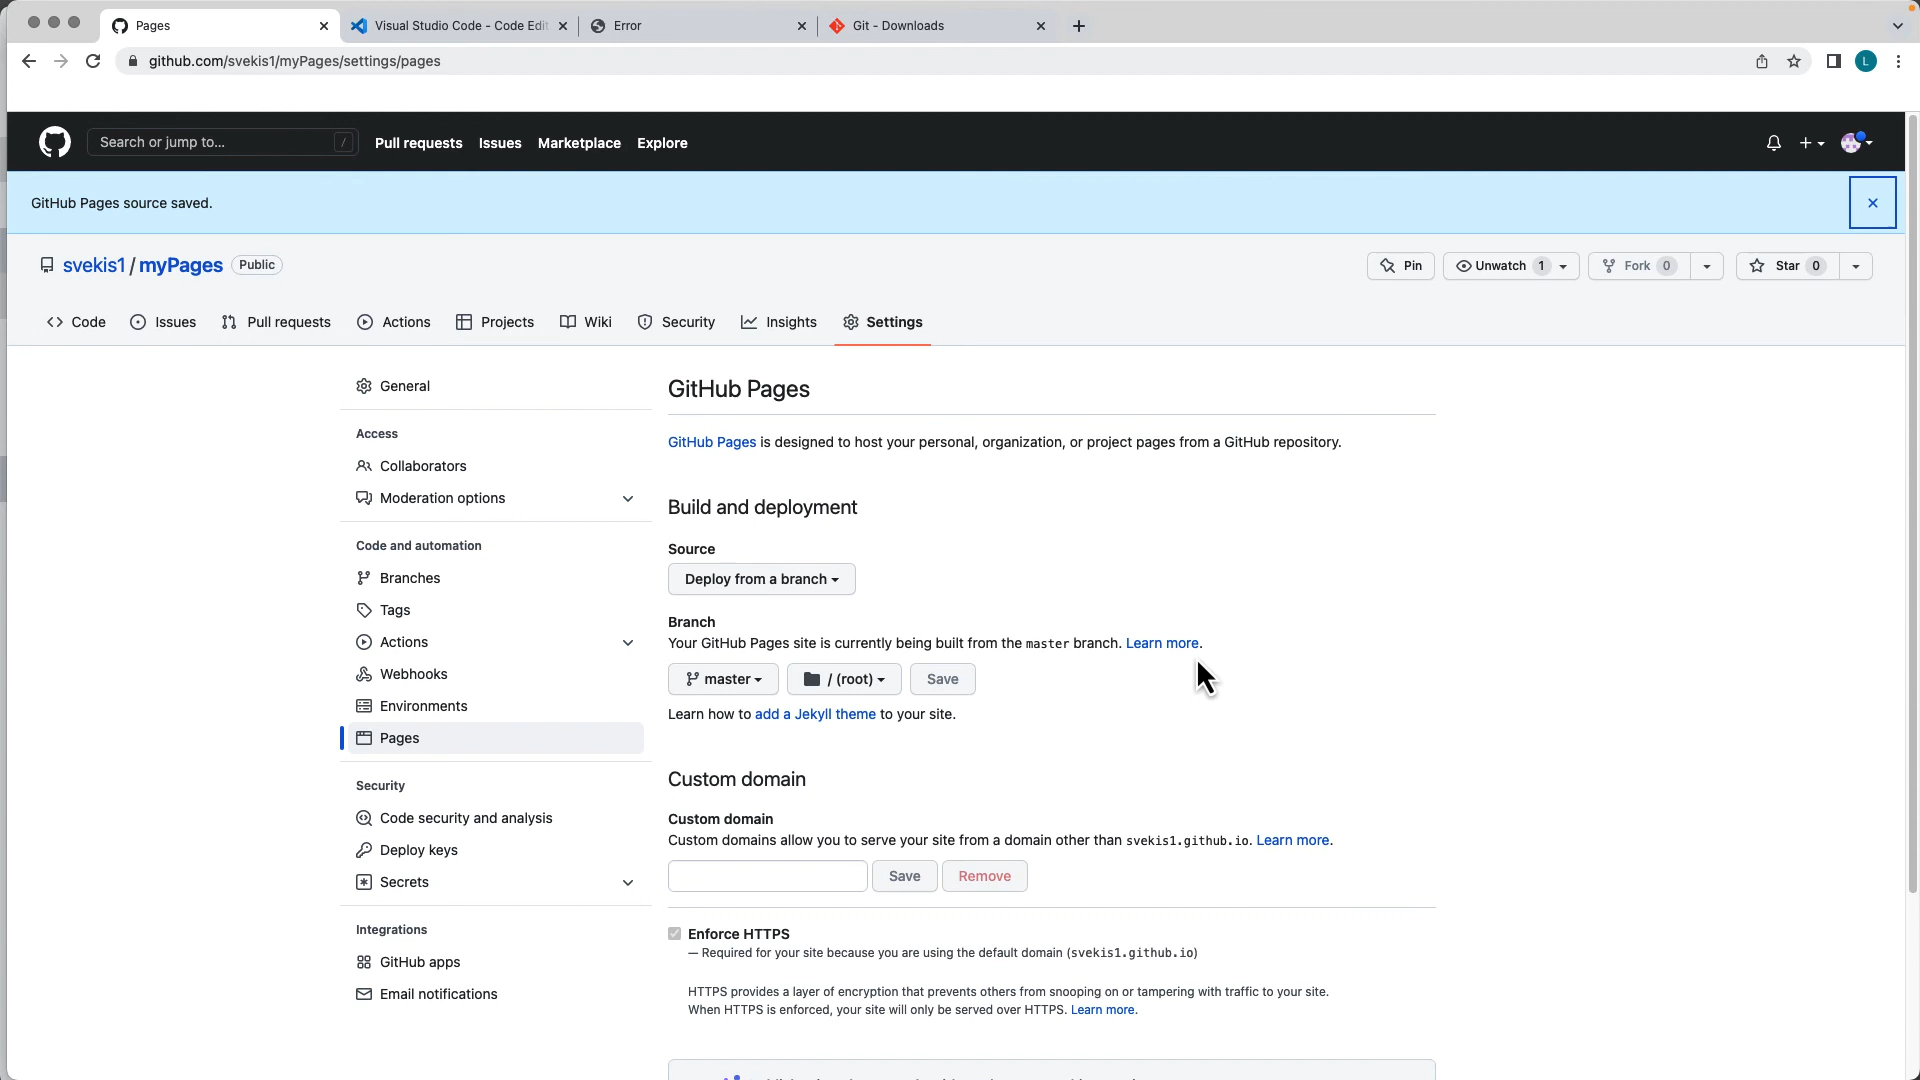 Pages
Visual Studio Code - Code Edit
Error
Git - Downloads
github.com/svekis1/myPages/settings/pages
L
Search or jump to...
/
Pull requests
Issues
Marketplace
Explore
GitHub Pages source saved.
svekis1 / myPages
Public
Pin
Unwatch 1
Fork 0
Star 0
Code
Issues
Pull requests
Actions
Projects
Wiki
Security
Insights
Settings
General
Access
Collaborators
Moderation options
Code and automation
Branches
Tags
Actions
Webhooks
Environments
Pages
Security
Code security and analysis
Deploy keys
Secrets
Integrations
GitHub apps
Email notifications
GitHub Pages
GitHub Pages is designed to host your personal, organization, or project pages from a GitHub repository.
Build and deployment
Source
Deploy from a branch
Branch
Your GitHub Pages site is currently being built from the master branch. Learn more.
master
/ (root)
Save
Learn how to add a Jekyll theme to your site.
Custom domain
Custom domain
Custom domains allow you to serve your site from a domain other than svekis1.github.io. Learn more.
Save
Remove
Enforce HTTPS
— Required for your site because you are using the default domain (svekis1.github.io)
HTTPS provides a layer of encryption that prevents others from snooping on or tampering with traffic to your site.
When HTTPS is enforced, your site will only be served over HTTPS. Learn more.